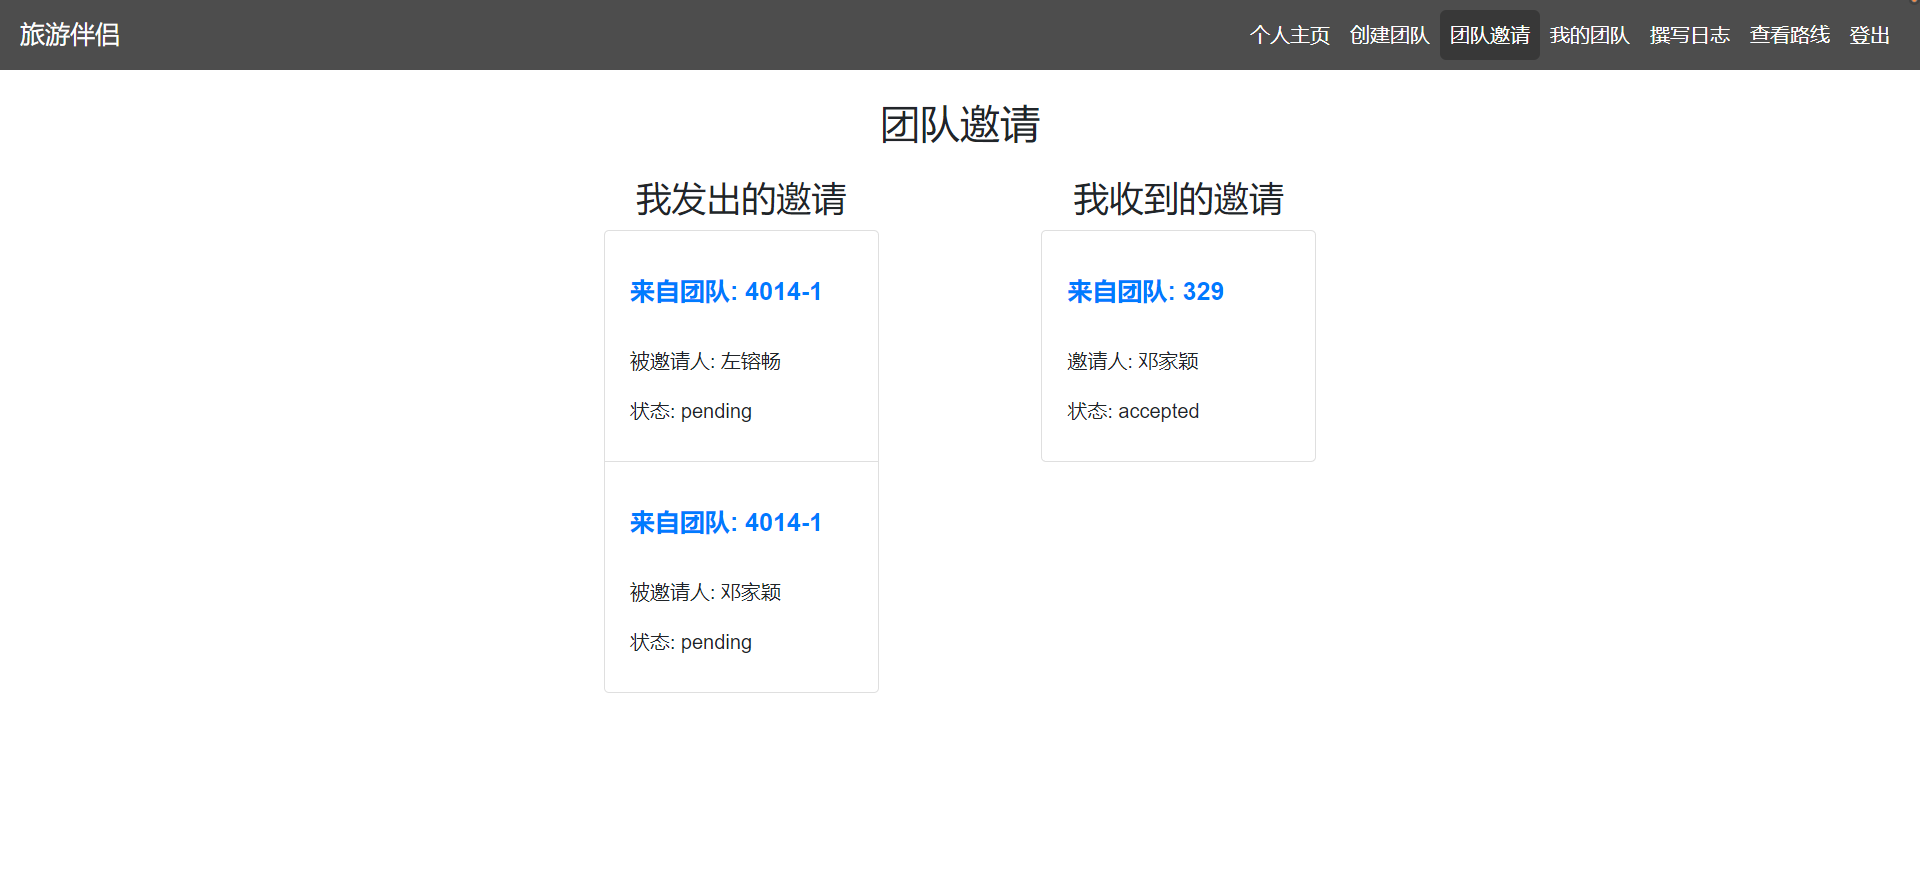 旅游伴侣
个人主页 创建团队 团队邀请 我的团队 撰写日志 查看路线 登出
团队邀请
我发出的邀请
来自团队: 4014-1
被邀请人: 左镕畅
状态: pending
来自团队: 4014-1
被邀请人: 邓家颖
状态: pending
我收到的邀请
来自团队: 329
邀请人: 邓家颖
状态: accepted